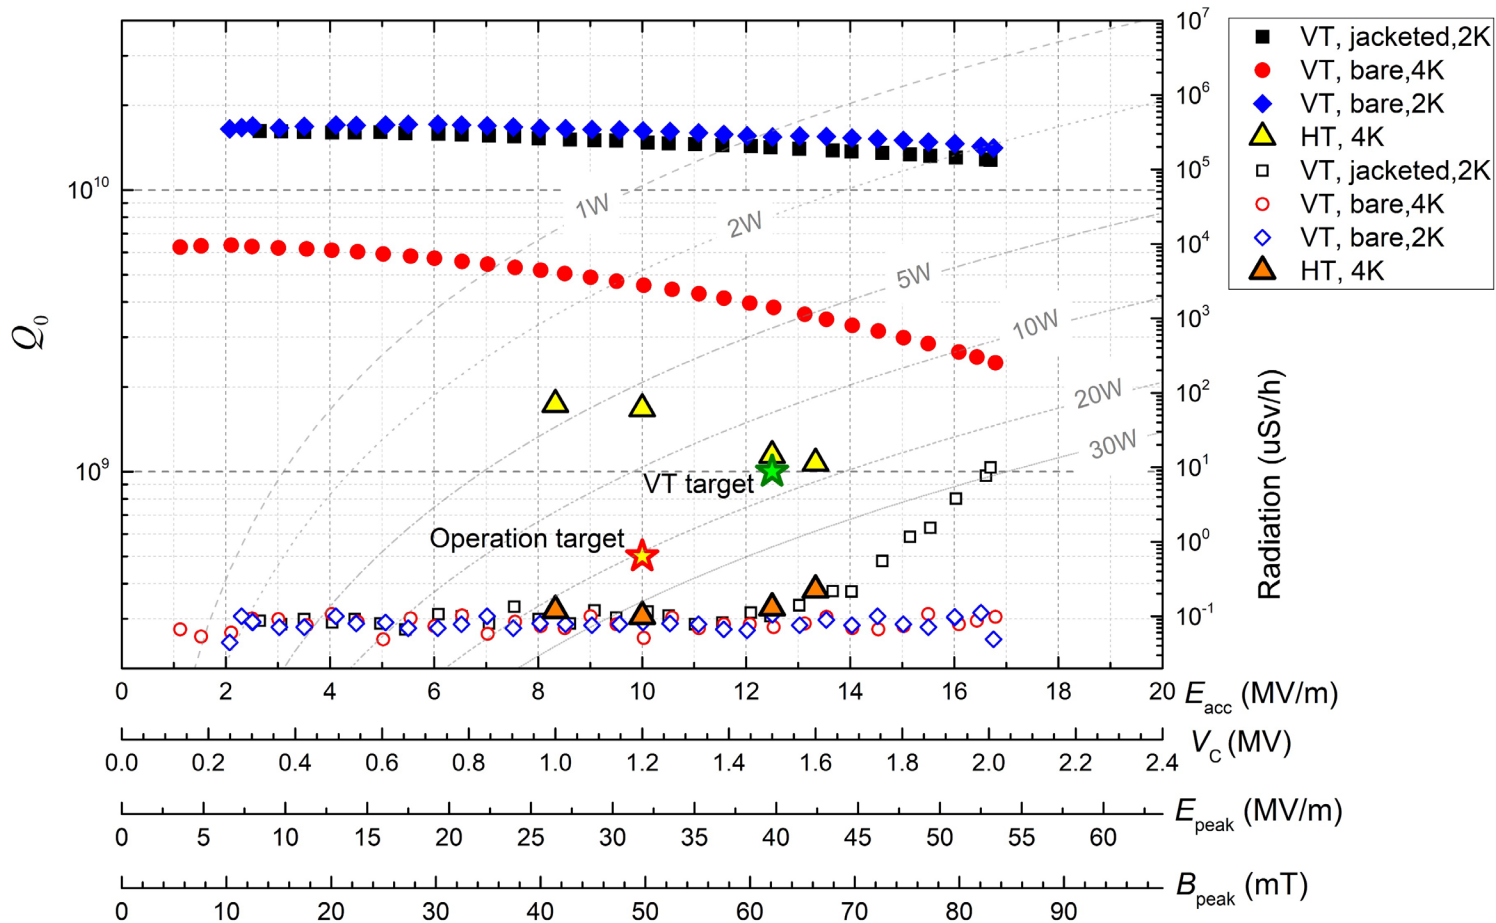 VT, jacketed,2K
VT, bare,4K
VT, bare,2K
HT, 4K
VT, jacketed,2K
VT, bare,4K
VT, bare,2K
HT, 4K
Q0
10^10
10^9
10^7
10^6
10^5
10^4
10^3
10^2
10^1
10^0
10^-1
Radiation (uSv/h)
1W
2W
5W
10W
20W
30W
VT target
Operation target
0 2 4 6 8 10 12 14 16 18 20 Eacc (MV/m)
VC (MV)
0.0 0.2 0.4 0.6 0.8 1.0 1.2 1.4 1.6 1.8 2.0 2.2 2.4
Epeak (MV/m)
0 5 10 15 20 25 30 35 40 45 50 55 60
Bpeak (mT)
0 10 20 30 40 50 60 70 80 90